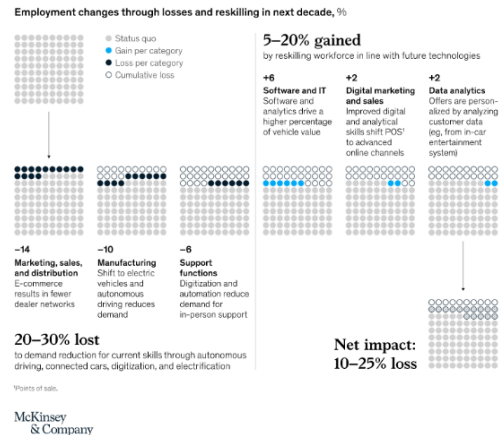 Employment changes through losses and reskilling in next decade, %
Status quo
Gain per category
Loss per category
Cumulative loss
5–20% gained
by reskilling workforce in line with future technologies
+6
Software and IT
Software and
analytics drive a
higher percentage
of vehicle value
+2
Digital marketing
and sales
Improved digital
and analytical
skills shift POS¹
to advanced
online channels
+2
Data analytics
Offers are person-
alized by analyzing
customer data
(eg, from in-car
entertainment
system)
–14
Marketing, sales,
and distribution
E-commerce
results in fewer
dealer networks
–10
Manufacturing
Shift to electric
vehicles and
autonomous
driving reduces
demand
–6
Support
functions
Digitization and
automation reduce
demand for
in-person support
20–30% lost
to demand reduction for current skills through autonomous
driving, connected cars, digitization, and electrification
Net impact:
10–25% loss
¹Points of sale.
McKinsey
& Company